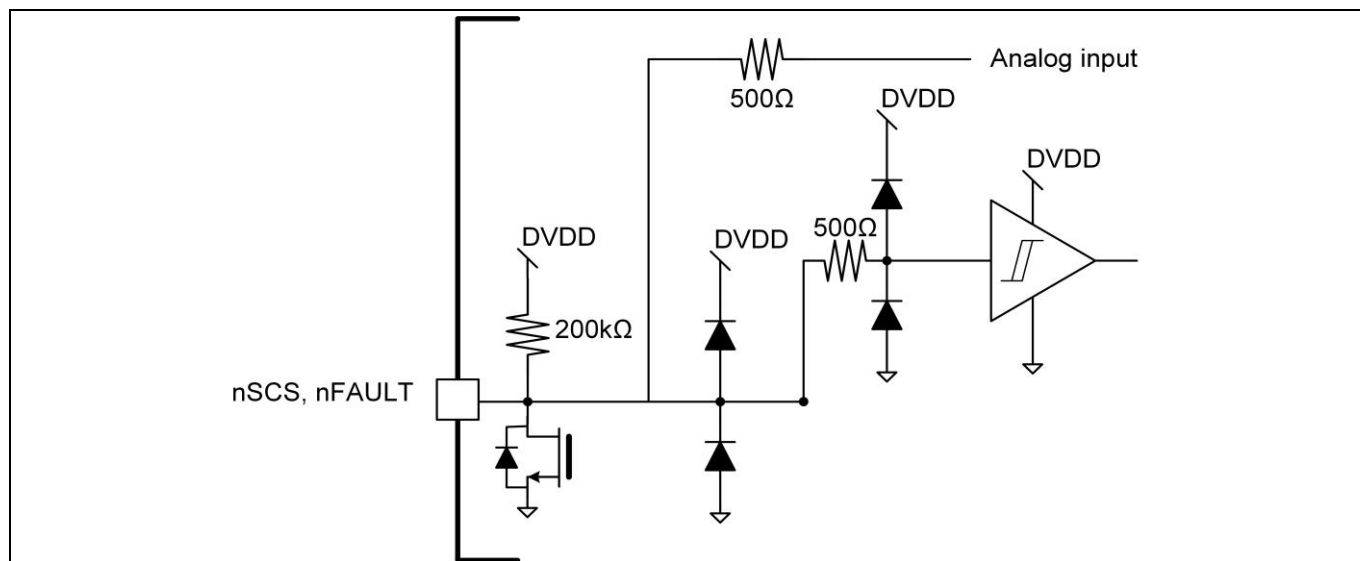 Analog input
500Ω
DVDD
DVDD
500Ω
DVDD
DVDD
200kΩ
nSCS, nFAULT